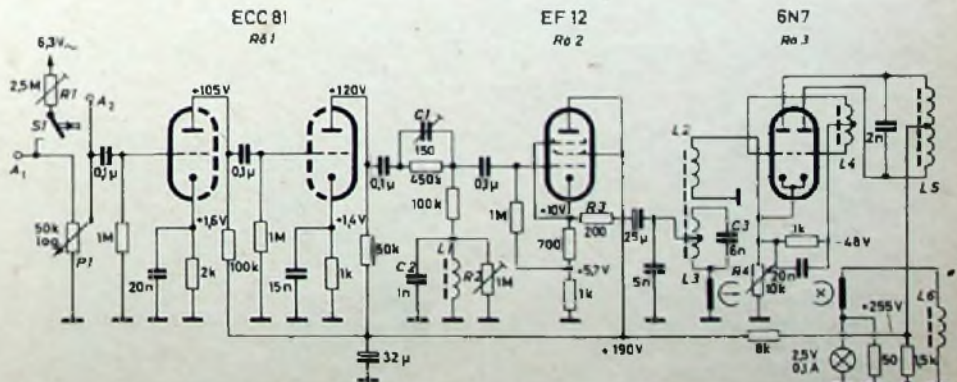 ECC 81
Rö 1
EF 12
Rö 2
6N7
Rö 3
6,3V~
2,5M
R1
S1
A2
A1
50k
log
P1
0,1µ
1M
+105V
+1,6V
20n
2k
100k
0,1µ
1M
+120V
+1,4V
15n
1k
50k
32µ
0,1µ
C1
150
450k
100k
0,1µ
C2
1n
L1
R2
1M
1M
+10V
700
+5,7V
1k
R3
200
25µ
5n
+190V
L2
L3
C3
6n
R4
10k
1k
20n
-48V
(–)
(×)
8k
L4
2n
L5
+255V
L6
2,5V
0,1A
50
1,5k